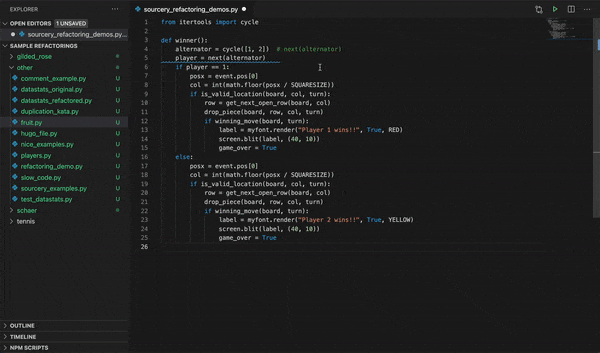 EXPLORER
sourcery_refactoring_demos.py
OPEN EDITORS 1 UNSAVED
sourcery_refactoring_demos.py...
SAMPLE REFACTORINGS
gilded_rose
other
comment_example.py U
datastats_original.py U
datastats_refactored.py U
duplication_kata.py U
fruit.py U
hugo_file.py U
nice_examples.py U
players.py U
refactoring_demo.py U
slow_code.py U
sourcery_examples.py U
test_datastats.py U
schaer
tennis
OUTLINE
TIMELINE
NPM SCRIPTS
1 from itertools import cycle
2
3 def winner():
4 alternator = cycle([1, 2])  # next(alternator)
5 player = next(alternator)
6 if player == 1:
7 posx = event.pos[0]
8 col = int(math.floor(posx / SQUARESIZE))
9 if is_valid_location(board, col, turn):
10 row = get_next_open_row(board, col)
11 drop_piece(board, row, col, turn)
12 if winning_move(board, turn):
13 label = myfont.render("Player 1 wins!!", True, RED)
14 screen.blit(label, (40, 10))
15 game_over = True
16 else:
17 posx = event.pos[0]
18 col = int(math.floor(posx / SQUARESIZE))
19 if is_valid_location(board, col, turn):
20 row = get_next_open_row(board, col)
21 drop_piece(board, row, col, turn)
22 if winning_move(board, turn):
23 label = myfont.render("Player 2 wins!!", True, YELLOW)
24 screen.blit(label, (40, 10))
25 game_over = True
26